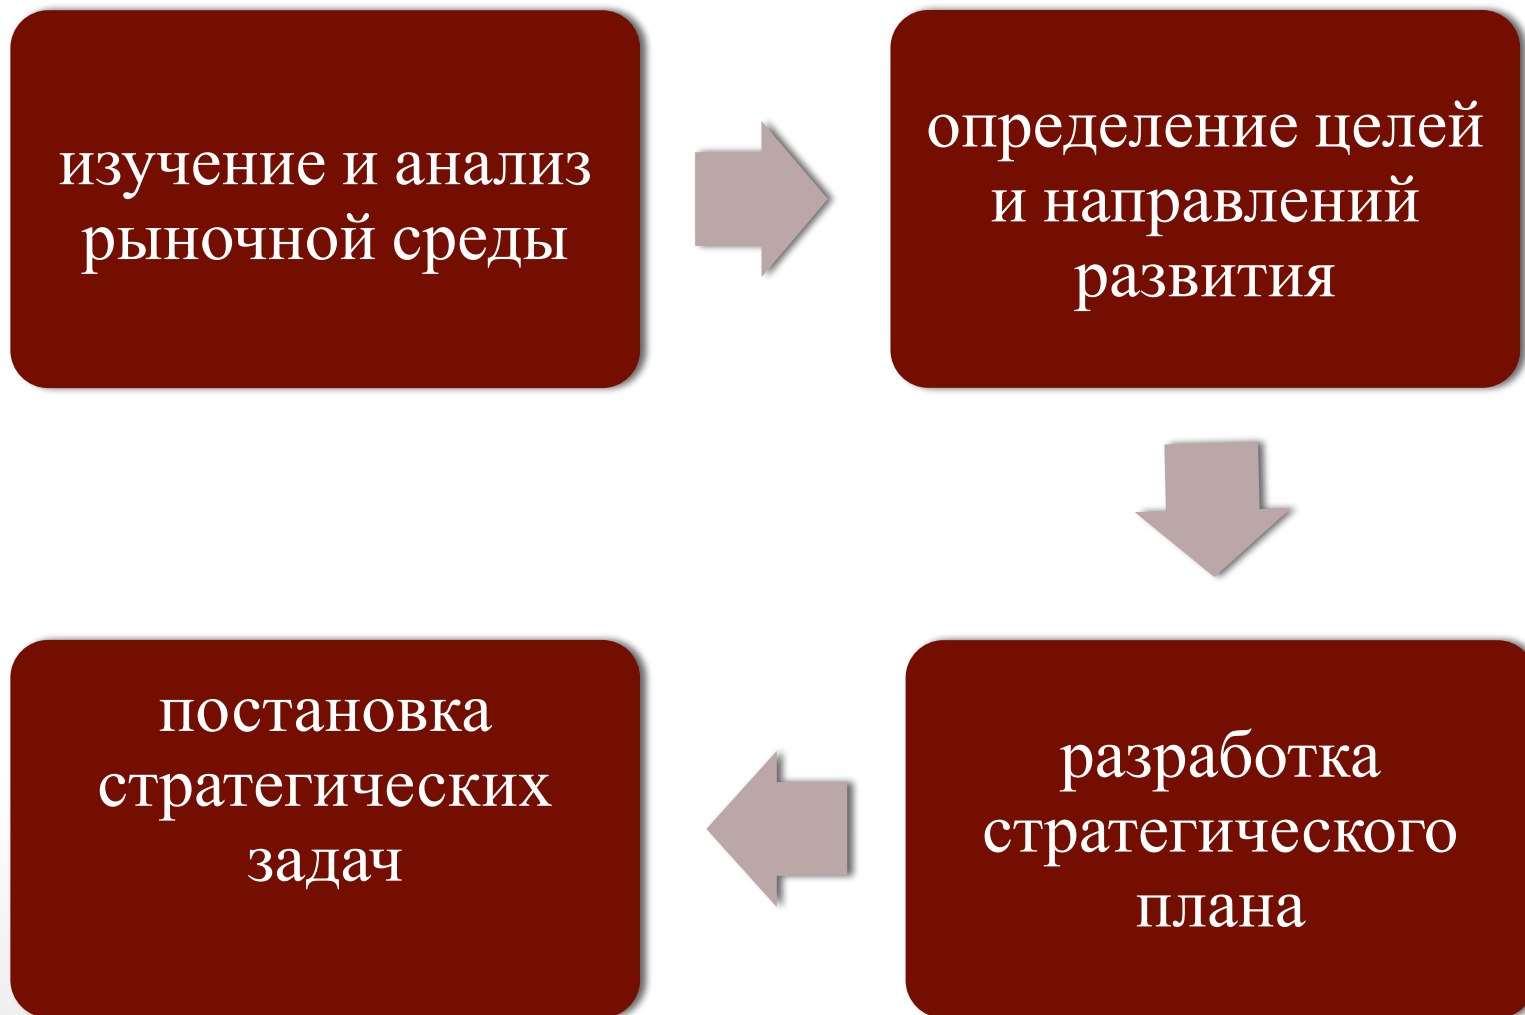 изучение и анализ
рыночной среды
определение целей
и направлений
развития
разработка
стратегического
плана
постановка
стратегических
задач